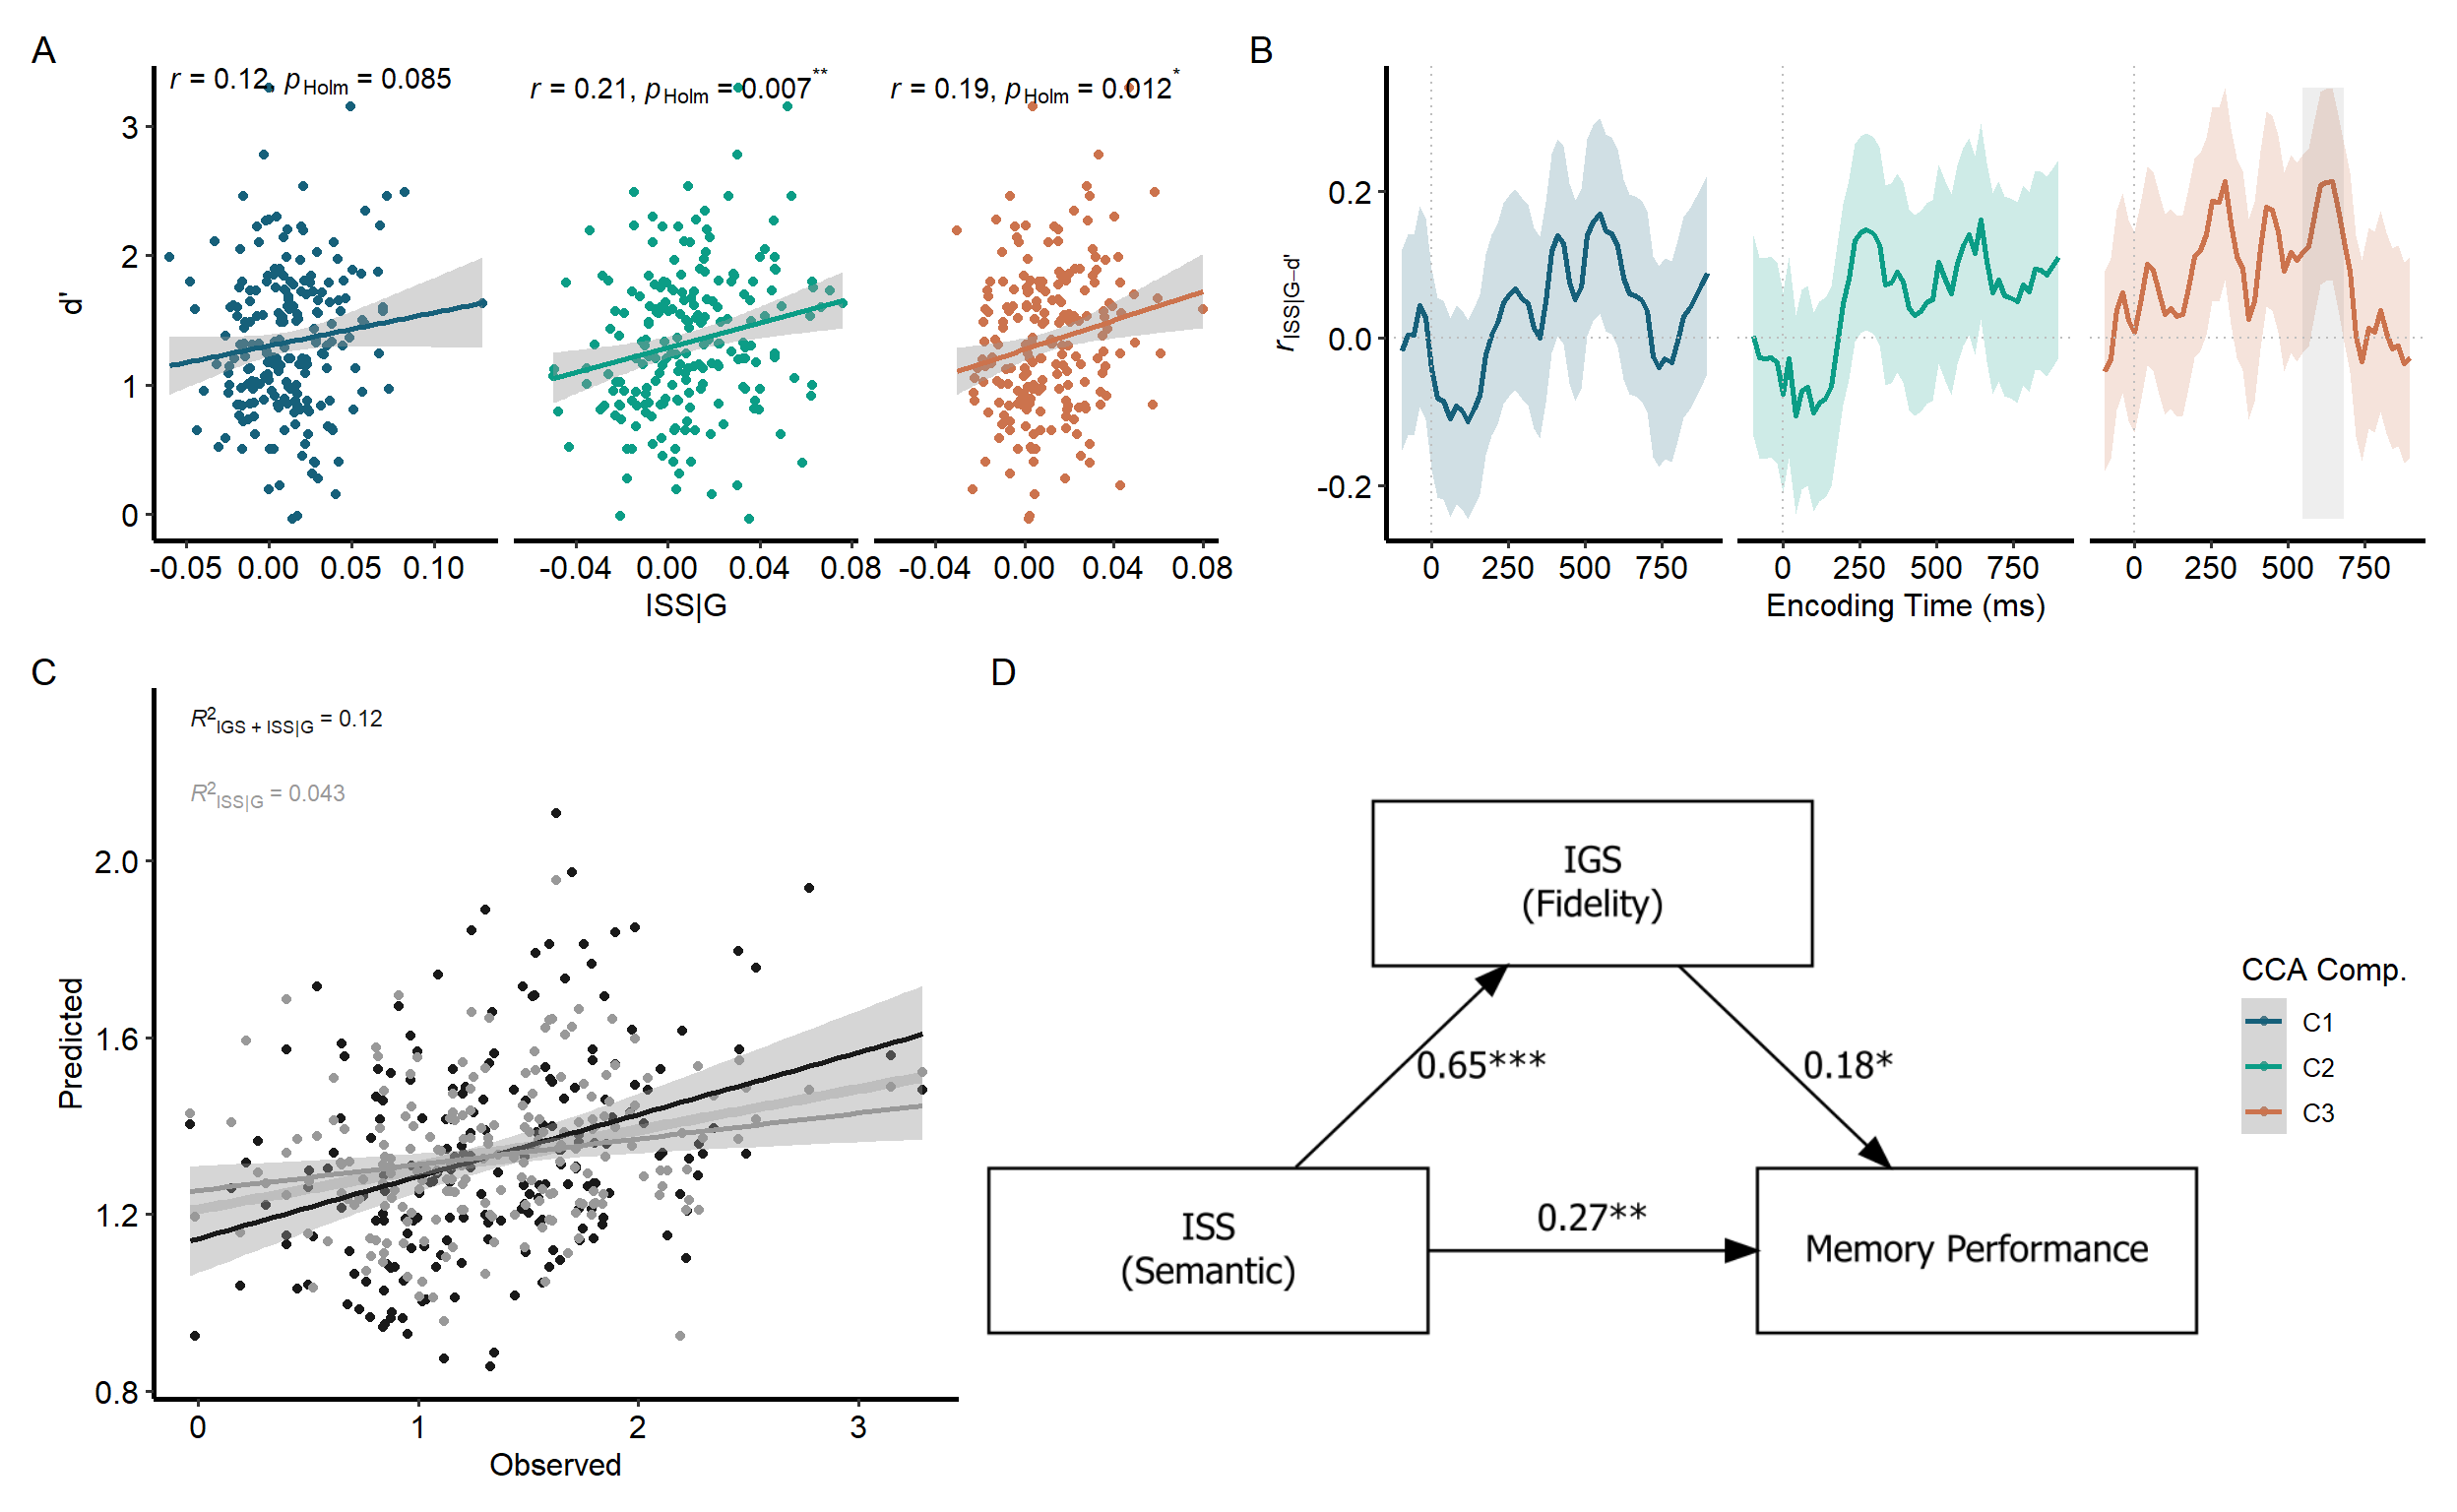 A
r = 0.12, pHolm = 0.085
r = 0.21, pHolm = 0.007**
r = 0.19, pHolm = 0.012*
d'
3
2
1
0
-0.05 0.00 0.05 0.10
-0.04 0.00 0.04 0.08
-0.04 0.00 0.04 0.08
ISS|G
B
rISS|G–d'
0.2
0.0
-0.2
0 250 500 750
0 250 500 750
0 250 500 750
Encoding Time (ms)
C
R2IGS + ISS|G = 0.12
R2ISS|G = 0.043
Predicted
2.0
1.6
1.2
0.8
0 1 2 3
Observed
D
IGS
(Fidelity)
0.65***
0.18*
ISS
(Semantic)
0.27**
Memory Performance
CCA Comp.
C1
C2
C3